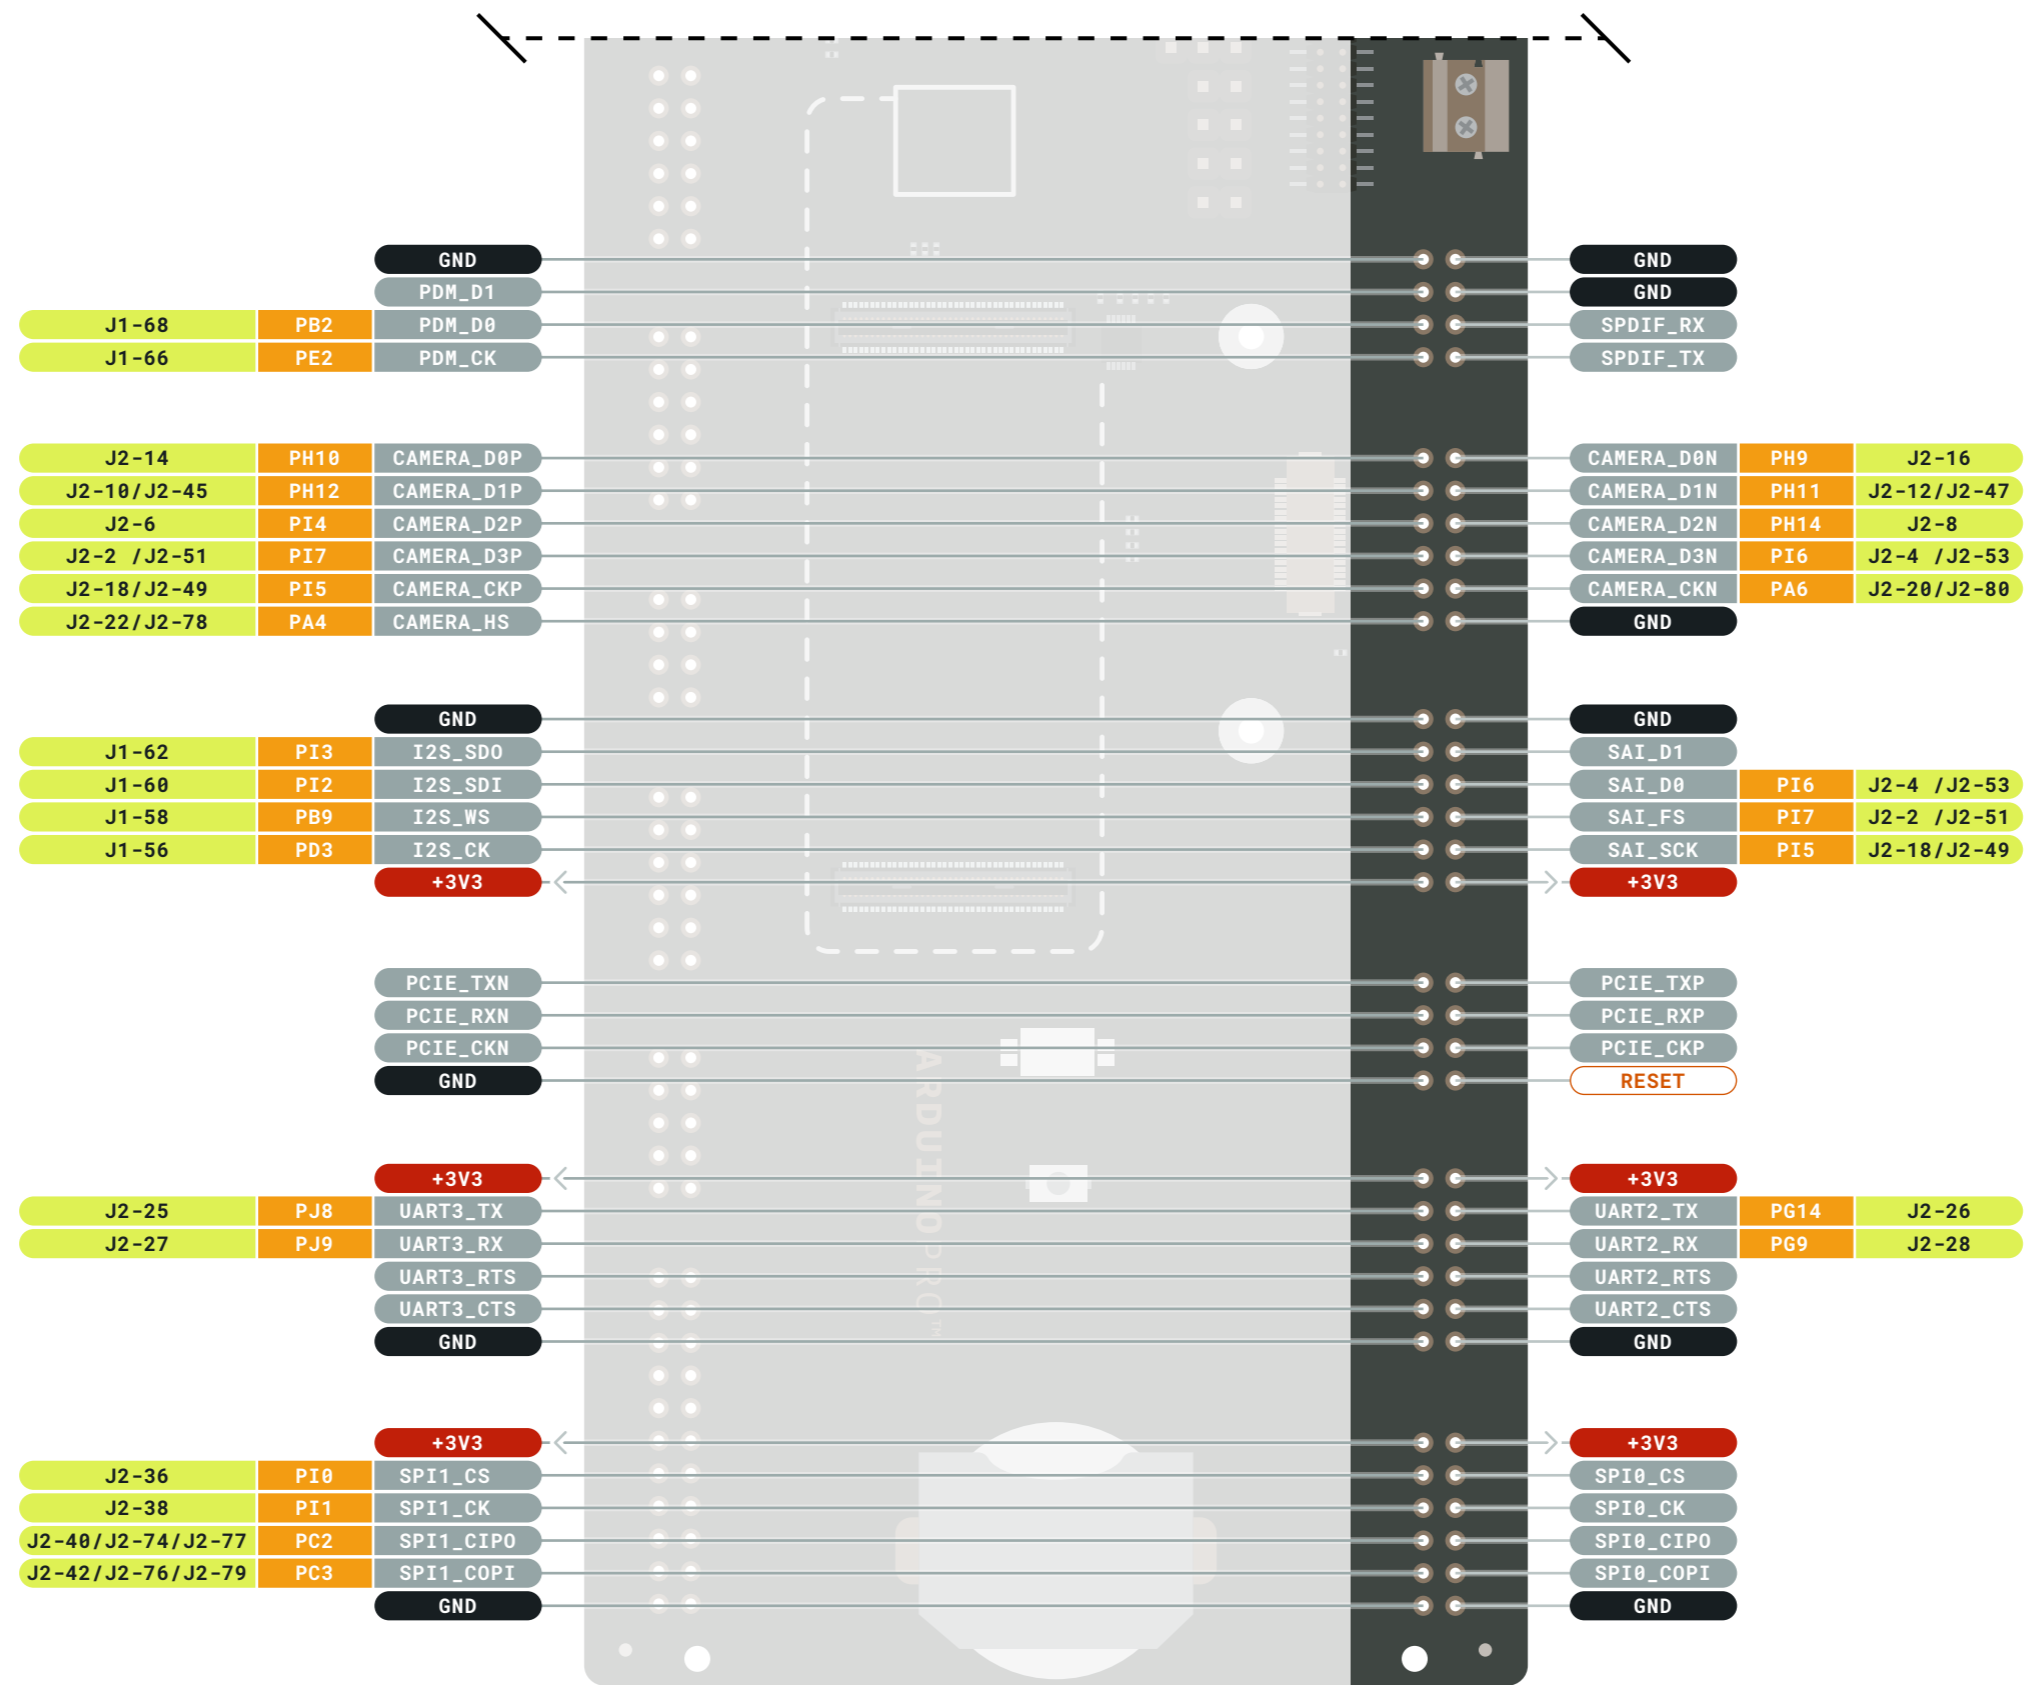 GND GND
PDM_D1 GND
J1-68 PB2 PDM_D0 SPDIF_RX
J1-66 PE2 PDM_CK SPDIF_TX
J2-14 PH10 CAMERA_D0P CAMERA_D0N PH9 J2-16
J2-10/J2-45 PH12 CAMERA_D1P CAMERA_D1N PH11 J2-12/J2-47
J2-6 PI4 CAMERA_D2P CAMERA_D2N PH14 J2-8
J2-2 /J2-51 PI7 CAMERA_D3P CAMERA_D3N PI6 J2-4 /J2-53
J2-18/J2-49 PI5 CAMERA_CKP CAMERA_CKN PA6 J2-20/J2-80
J2-22/J2-78 PA4 CAMERA_HS GND
GND GND
J1-62 PI3 I2S_SDO SAI_D1
J1-60 PI2 I2S_SDI SAI_D0 PI6 J2-4 /J2-53
J1-58 PB9 I2S_WS SAI_FS PI7 J2-2 /J2-51
J1-56 PD3 I2S_CK SAI_SCK PI5 J2-18/J2-49
+3V3 +3V3
PCIE_TXN PCIE_TXP
PCIE_RXN PCIE_RXP
PCIE_CKN PCIE_CKP
GND RESET
ARDUINO PRO™
+3V3 +3V3
J2-25 PJ8 UART3_TX UART2_TX PG14 J2-26
J2-27 PJ9 UART3_RX UART2_RX PG9 J2-28
UART3_RTS UART2_RTS
UART3_CTS UART2_CTS
GND GND
+3V3 +3V3
J2-36 PI0 SPI1_CS SPI0_CS
J2-38 PI1 SPI1_CK SPI0_CK
J2-40/J2-74/J2-77 PC2 SPI1_CIPO SPI0_CIPO
J2-42/J2-76/J2-79 PC3 SPI1_COPI SPI0_COPI
GND GND